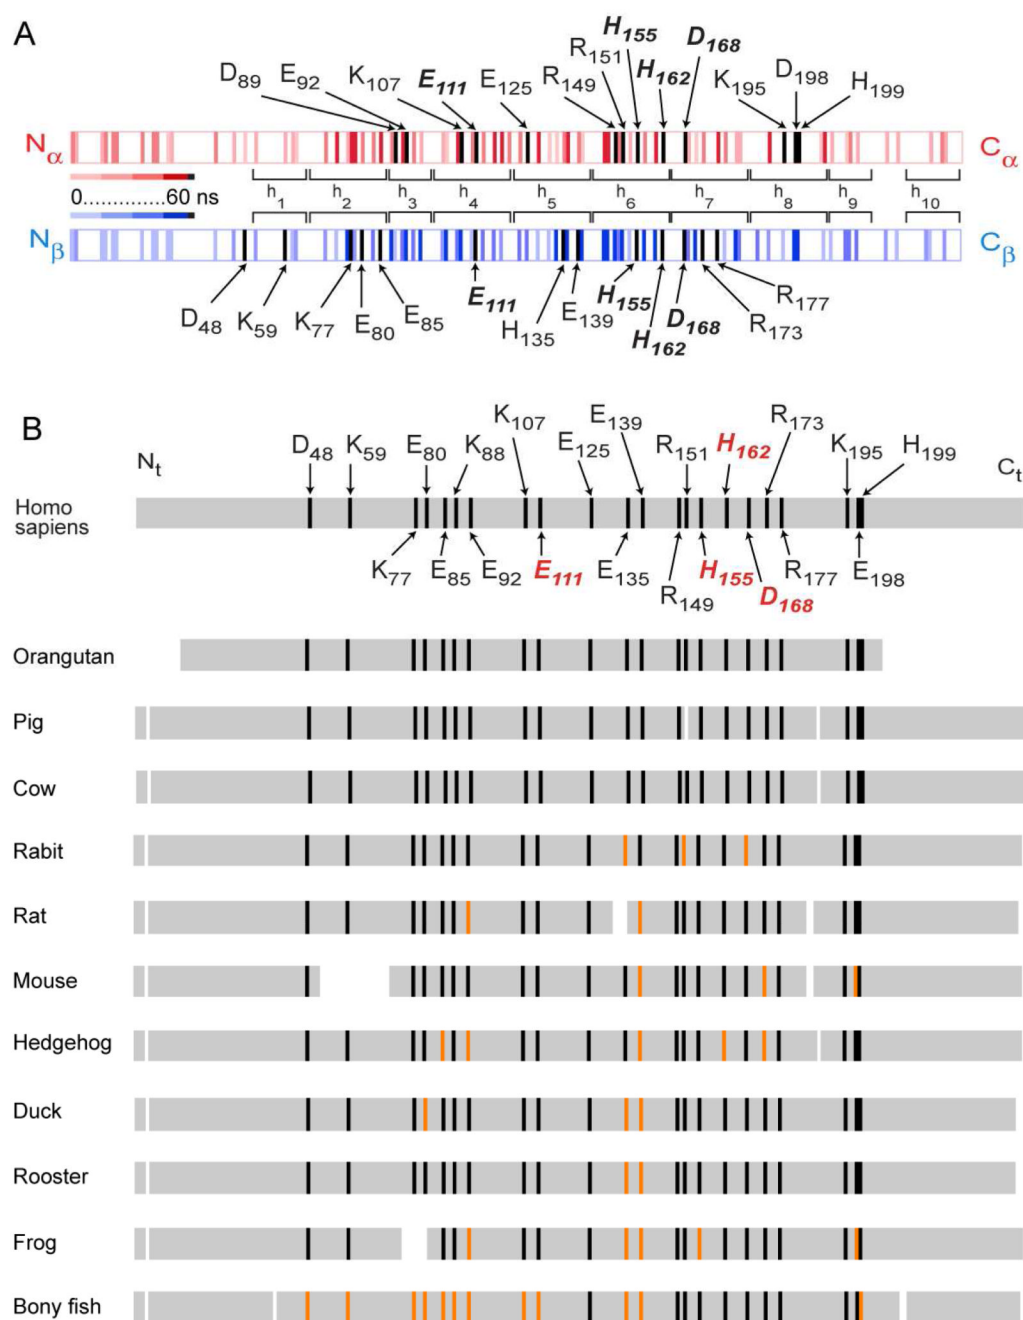 A
D89 E92 K107 E111 E125 R149 R151 H155 H162 D168 K195 D198 H199
Nα Cα
0..............60 ns
h1 h2 h3 h4 h5 h6 h7 h8 h9 h10
Nβ Cβ
D48 K59 K77 E80 E85 E111 H135 E139 H155 H162 D168 R173 R177
B
Nt D48 K59 E80 K88 K107 E125 E139 R151 H162 R173 K195 H199 Ct
Homo
sapiens
K77 E85 E92 E111 E135 R149 H155 D168 R177 E198
Orangutan
Pig
Cow
Rabit
Rat
Mouse
Hedgehog
Duck
Rooster
Frog
Bony fish